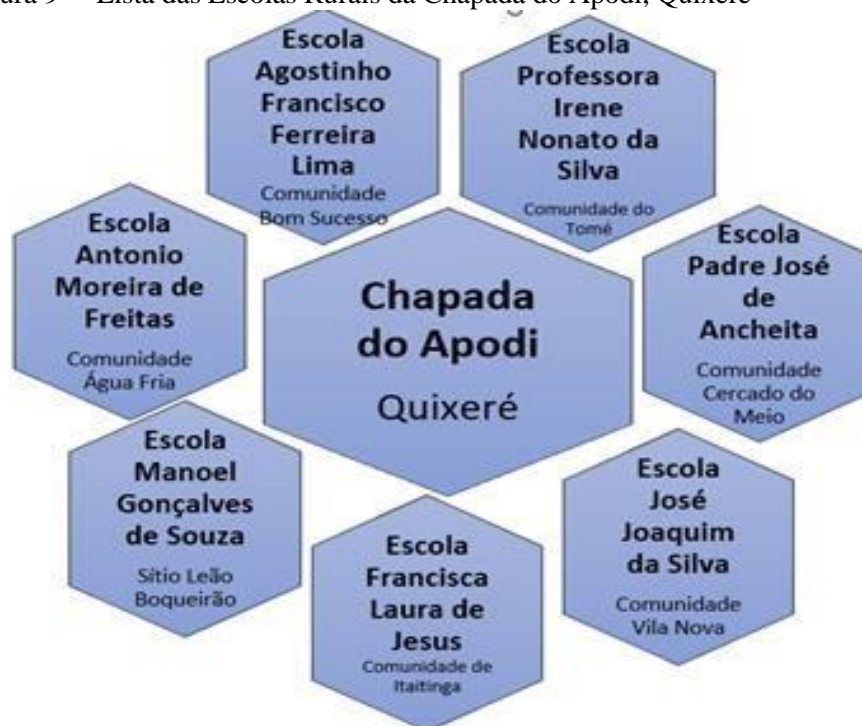 Lista das Escolas Rurais da Chapada do Apodi, Quixeré
Escola
Agostinho
Francisco
Ferreira
Lima
Comunidade
Bom Sucesso
Escola
Professora
Irene
Nonato da
Silva
Comunidade do
Tomé
Escola
Antonio
Moreira de
Freitas
Comunidade
Água Fria
Chapada
do Apodi
Quixeré
Escola
Padre José
de
Ancheita
Comunidade
Cercado do
Meio
Escola
Manoel
Gonçalves
de Souza
Sítio Leão
Boqueirão
Escola
Francisca
Laura de
Jesus
Comunidade de
Itaitinga
Escola
José
Joaquim
da Silva
Comunidade
Vila Nova